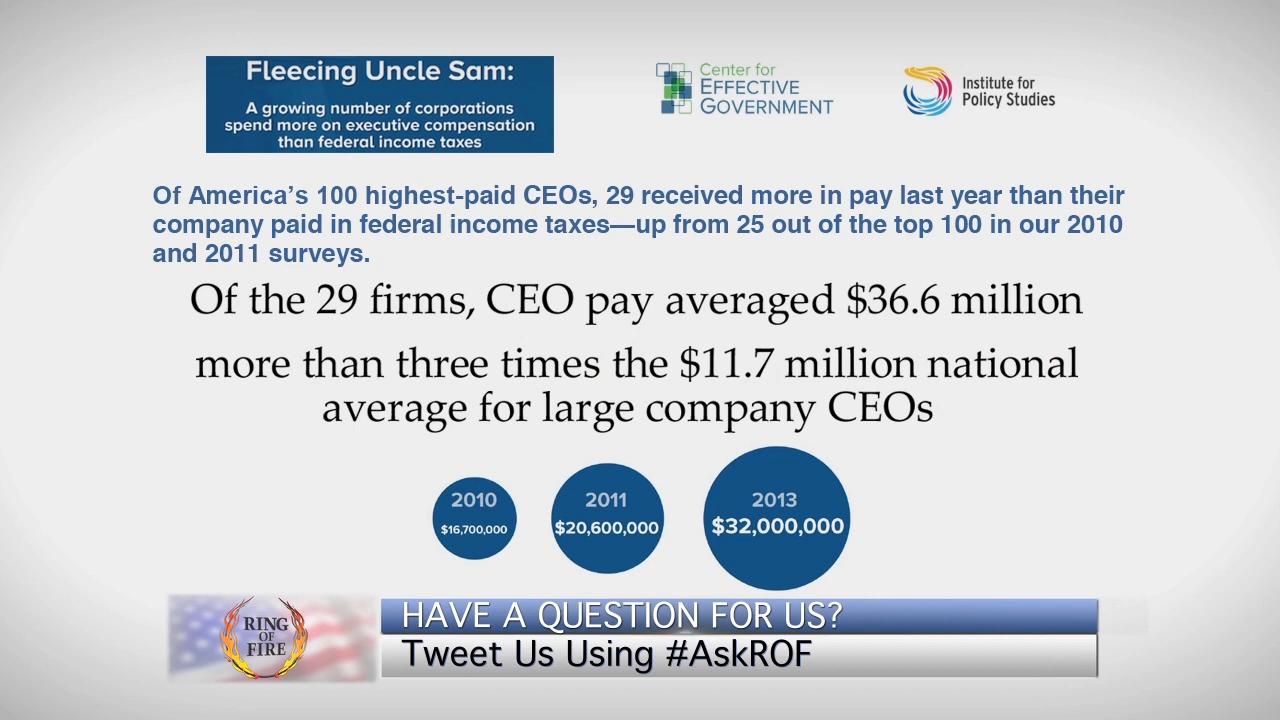 Fleecing Uncle Sam:
A growing number of corporations
spend more on executive compensation
than federal income taxes
Center for
EFFECTIVE
GOVERNMENT
Institute for
Policy Studies
Of America’s 100 highest-paid CEOs, 29 received more in pay last year than their
company paid in federal income taxes—up from 25 out of the top 100 in our 2010
and 2011 surveys.
Of the 29 firms, CEO pay averaged $36.6 million
more than three times the $11.7 million national
average for large company CEOs
2010
$16,700,000
2011
$20,600,000
2013
$32,000,000
RING
OF
FIRE
HAVE A QUESTION FOR US?
Tweet Us Using #AskROF